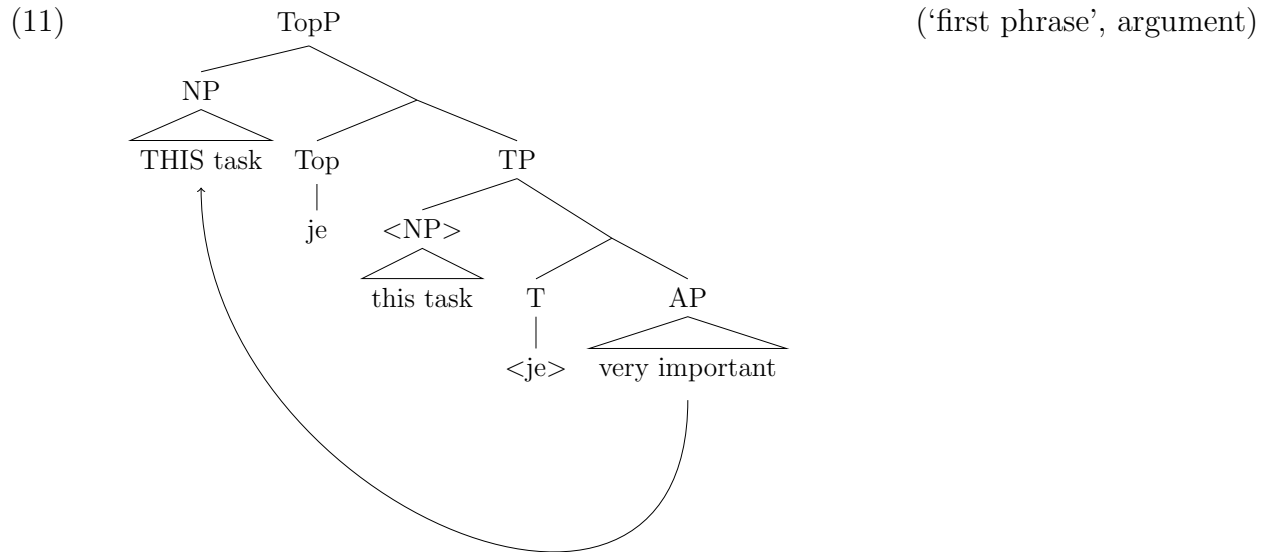 (11) TopP (‘first phrase’, argument)
NP
THIS task Top TP
je <NP>
this task T AP
<je> very important